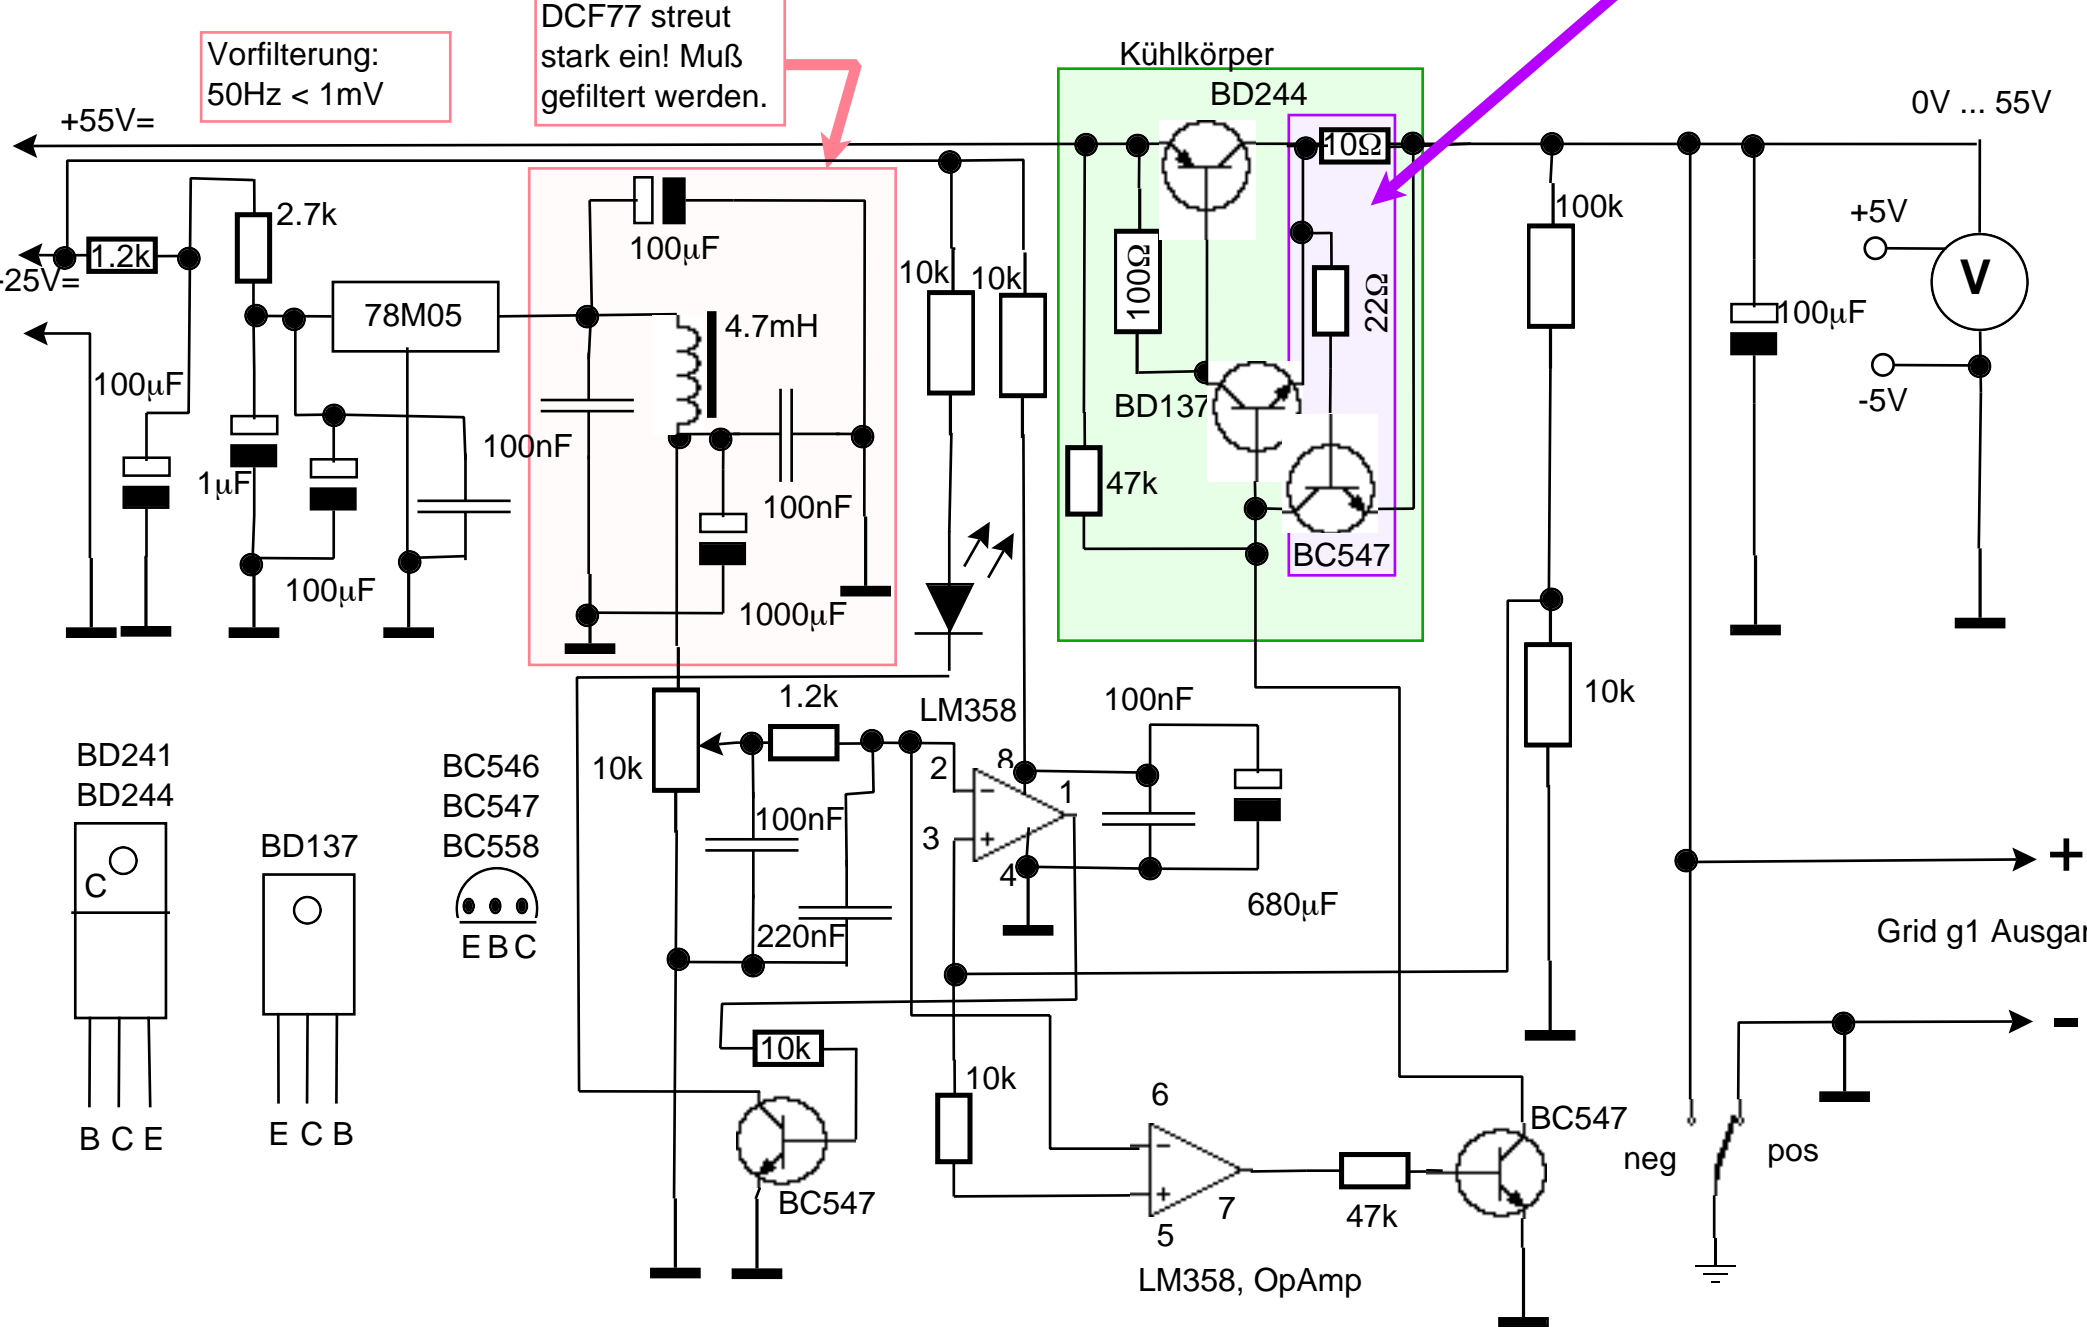 DCF77 streut
stark ein! Muß
gefiltert werden.
Vorfilterung:
50Hz < 1mV
Kühlkörper
BD244
0V ... 55V
+55V=
10Ω
2.7k
100k
+5V
1.2k
100µF
-25V=
10k
10k
100Ω
22Ω
V
78M05
4.7mH
100µF
100µF
-5V
BD137
100nF
1µF
47k
100nF
BC547
100µF
1000µF
1.2k
LM358
100nF
10k
BD241
BD244
BC546
BC547
BC558
10k
2
8
1
100nF
3
4
C
BD137
680µF
220nF
E B C
Grid g1
+
-
10k
10k
6
BC547
B C E
E C B
neg
pos
BC547
7
5
47k
LM358, OpAmp